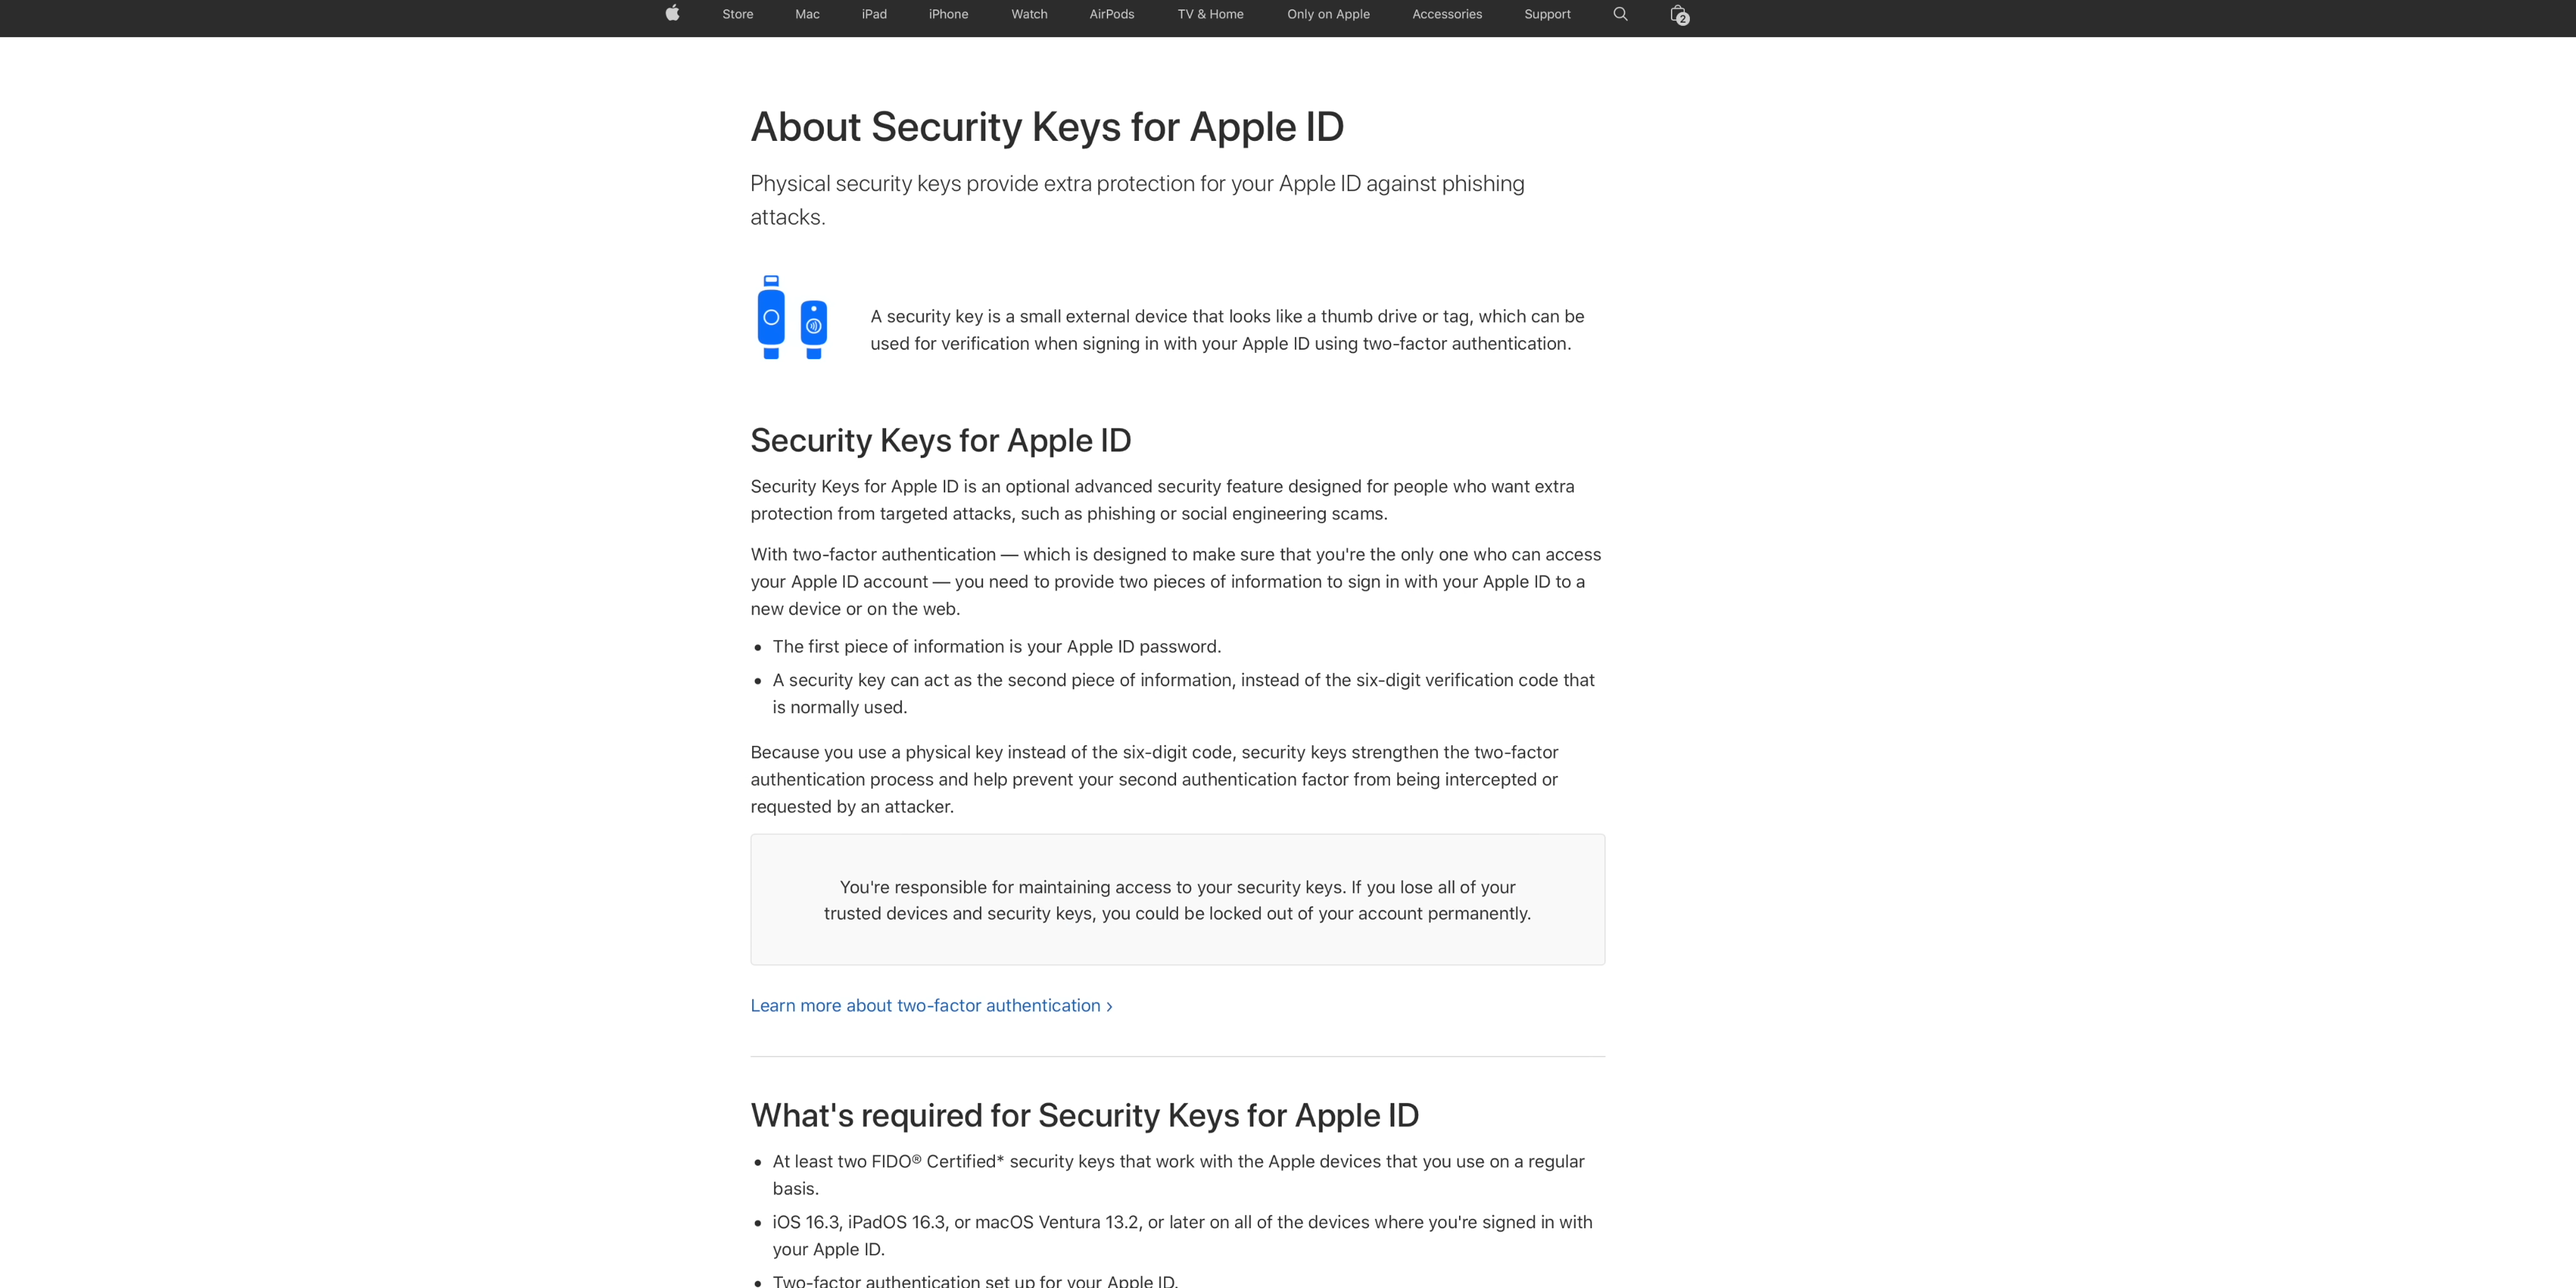 Store Mac iPad iPhone Watch AirPods TV & Home Only on Apple Accessories Support 2
About Security Keys for Apple ID
Physical security keys provide extra protection for your Apple ID against phishing
attacks.
A security key is a small external device that looks like a thumb drive or tag, which can be
used for verification when signing in with your Apple ID using two-factor authentication.
Security Keys for Apple ID
Security Keys for Apple ID is an optional advanced security feature designed for people who want extra
protection from targeted attacks, such as phishing or social engineering scams.
With two-factor authentication — which is designed to make sure that you're the only one who can access
your Apple ID account — you need to provide two pieces of information to sign in with your Apple ID to a
new device or on the web.
• The first piece of information is your Apple ID password.
• A security key can act as the second piece of information, instead of the six-digit verification code that
is normally used.
Because you use a physical key instead of the six-digit code, security keys strengthen the two-factor
authentication process and help prevent your second authentication factor from being intercepted or
requested by an attacker.
You're responsible for maintaining access to your security keys. If you lose all of your
trusted devices and security keys, you could be locked out of your account permanently.
Learn more about two-factor authentication ›
What's required for Security Keys for Apple ID
• At least two FIDO® Certified* security keys that work with the Apple devices that you use on a regular
basis.
• iOS 16.3, iPadOS 16.3, or macOS Ventura 13.2, or later on all of the devices where you're signed in with
your Apple ID.
• Two-factor authentication set up for your Apple ID.